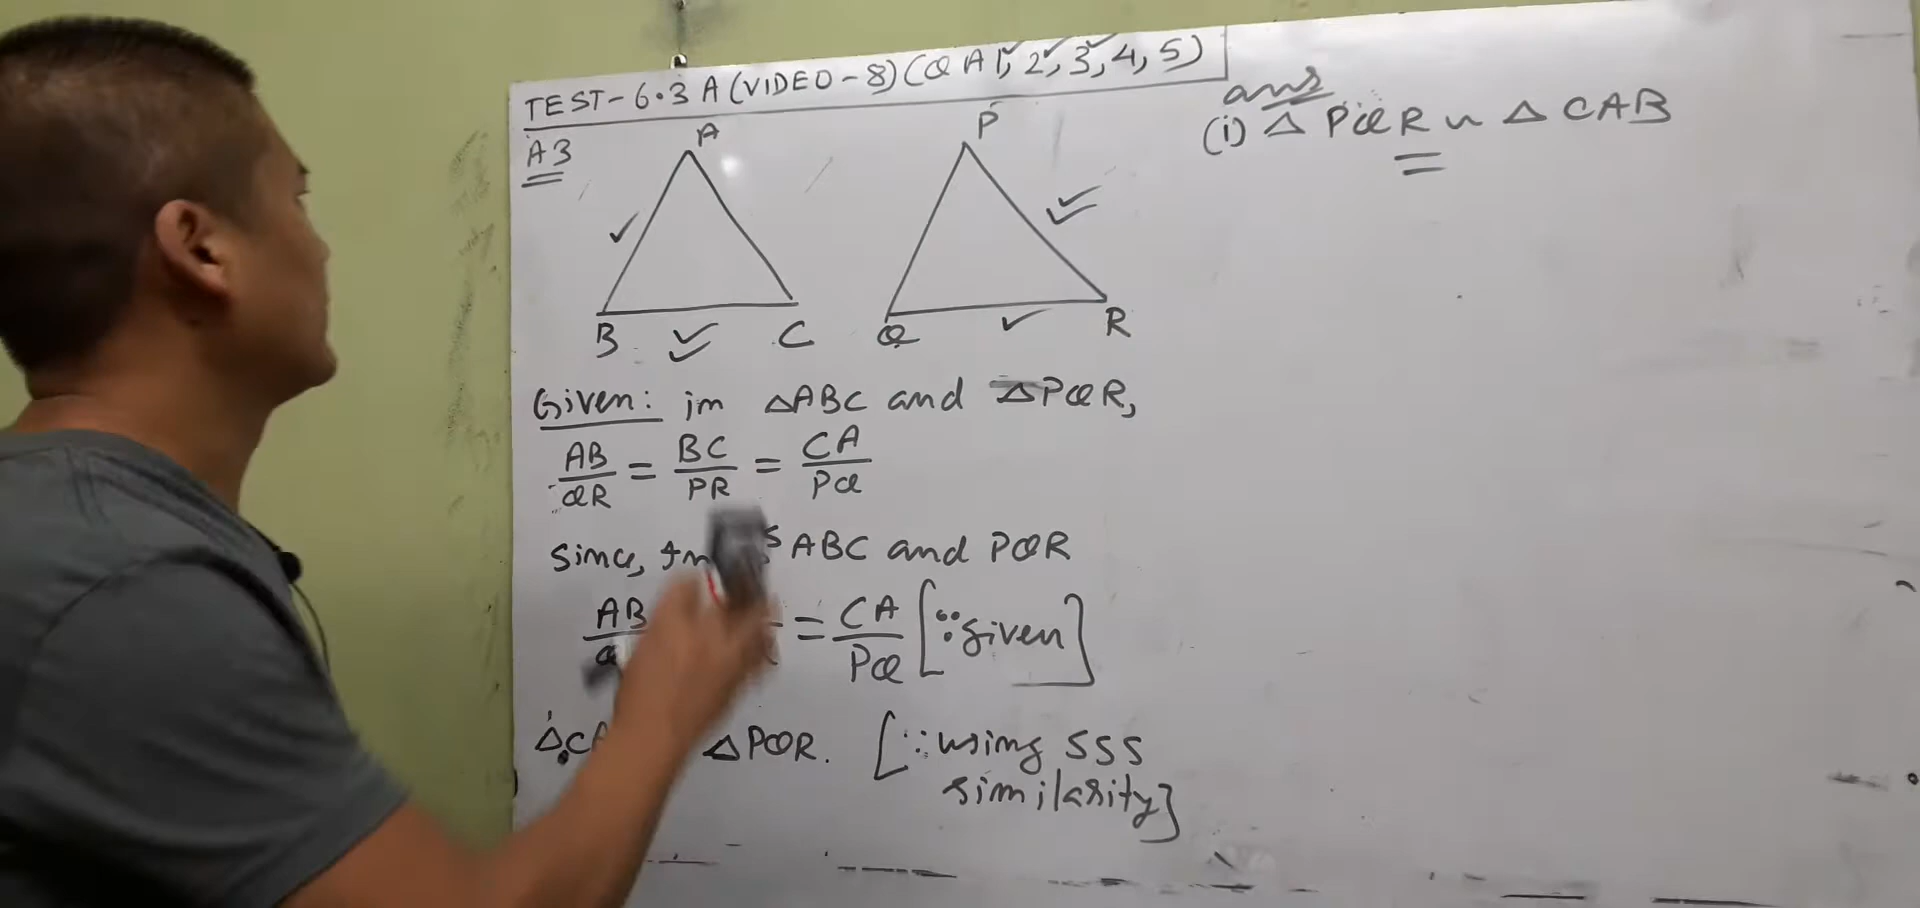 TEST-6.3 A (VIDEO-8) (Q A 1, 2, 3, 4, 5)
A3
A
B
C
P
Q
R
Given: in △ABC and △PQR,
AB/QR = BC/PR = CA/PQ
Since, ABC and PQR
AB = CA/PQ [∵ given]
△PQR. [∵ using SSS
similarity]
ans
(i) △ PQR ~ △ CAB